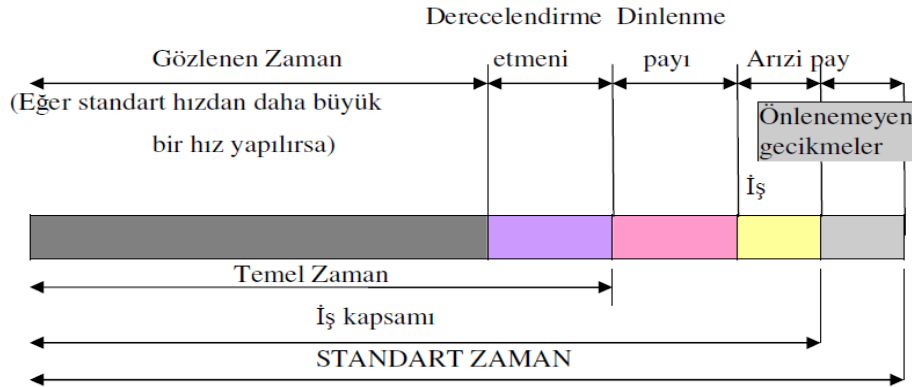 Derecelendirme Dinlenme
Gözlenen Zaman etmeni payı Arızi pay
(Eğer standart hızdan daha büyük
bir hız yapılırsa)
Önlenemeyen
gecikmeler
İş
Temel Zaman
İş kapsamı
STANDART ZAMAN